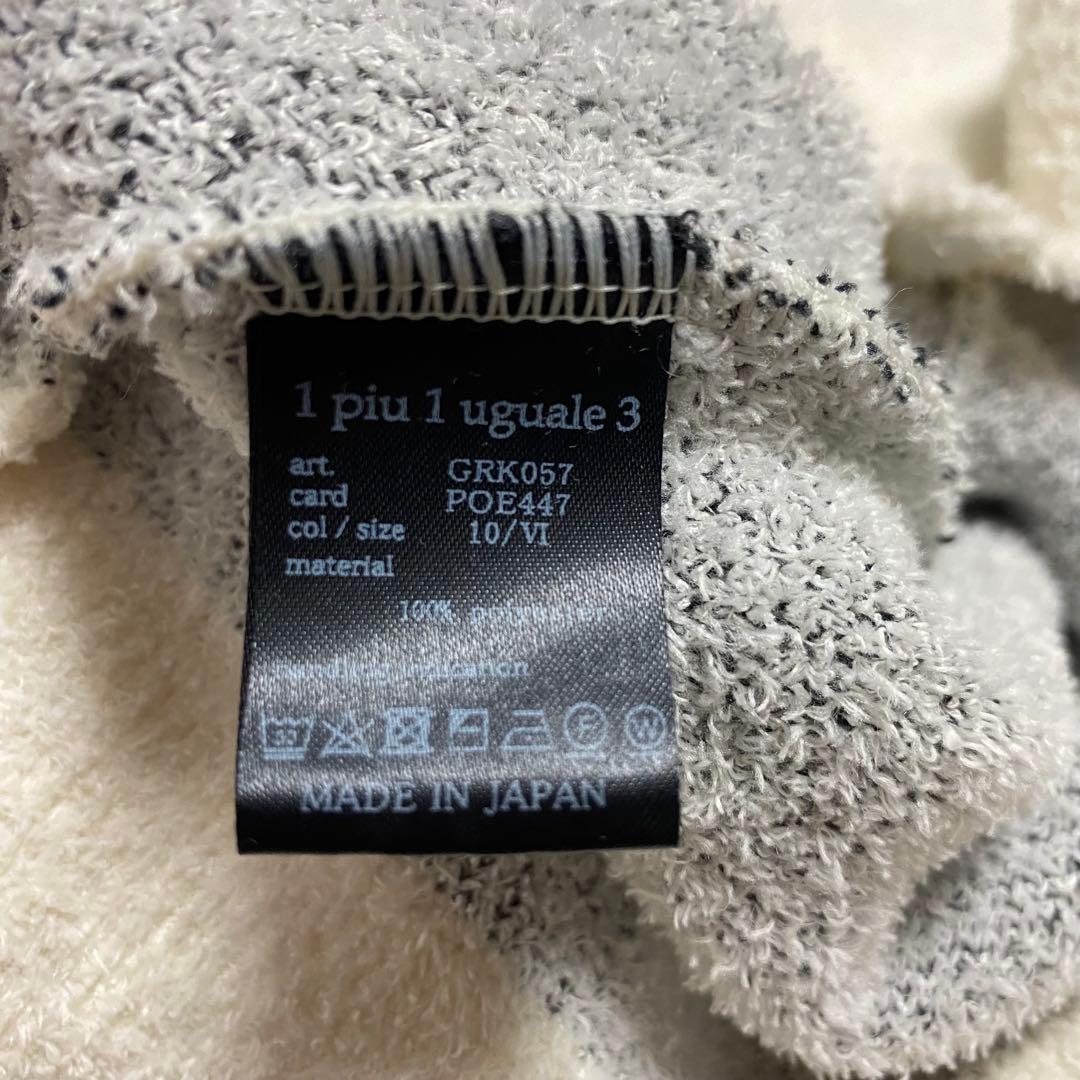 1 piu 1 uguale 3
art. GRK057
card POE447
col / size 10/VI
material
100% polyester
F W
MADE IN JAPAN